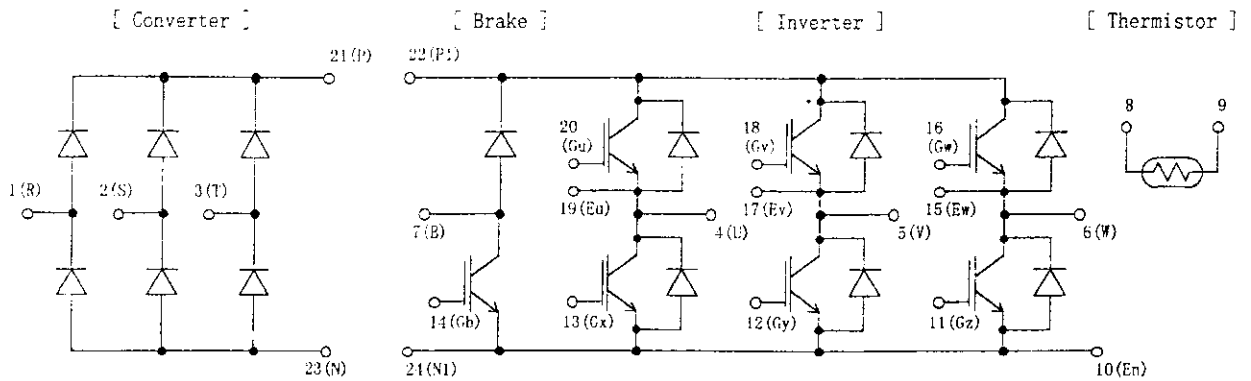 [ Converter ]
[ Brake ]
[ Inverter ]
[ Thermistor ]
21(P)
22(P1)
8
9
20
(Gu)
18
(Gv)
16
(Gw)
1(R)
2(S)
3(T)
19(Eu)
17(Ev)
15(Ew)
7(B)
4(U)
5(V)
6(W)
14(Gb)
13(Gx)
12(Gy)
11(Gz)
23(N)
24(N1)
10(En)